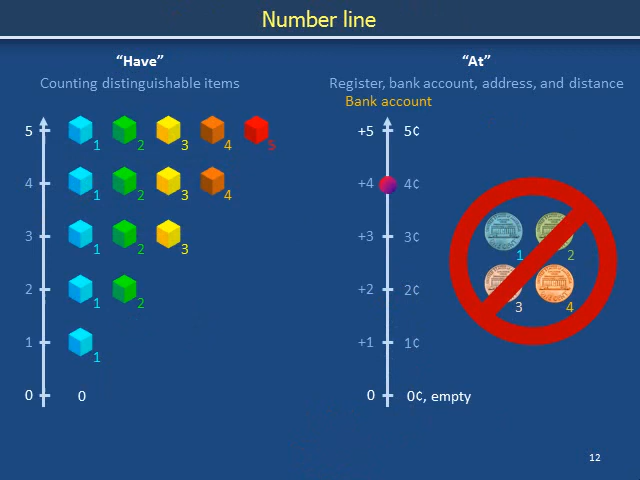 Number line
“Have”
Counting distinguishable items
5
1 2 3 4 5
4
1 2 3 4
3
1 2 3
2
1 2
1
1
0 0
“At”
Register, bank account, address, and distance
Bank account
+5 5¢
+4 4¢
+3 3¢
+2 2¢
+1 1¢
0 0¢, empty
1 2
3 4
12